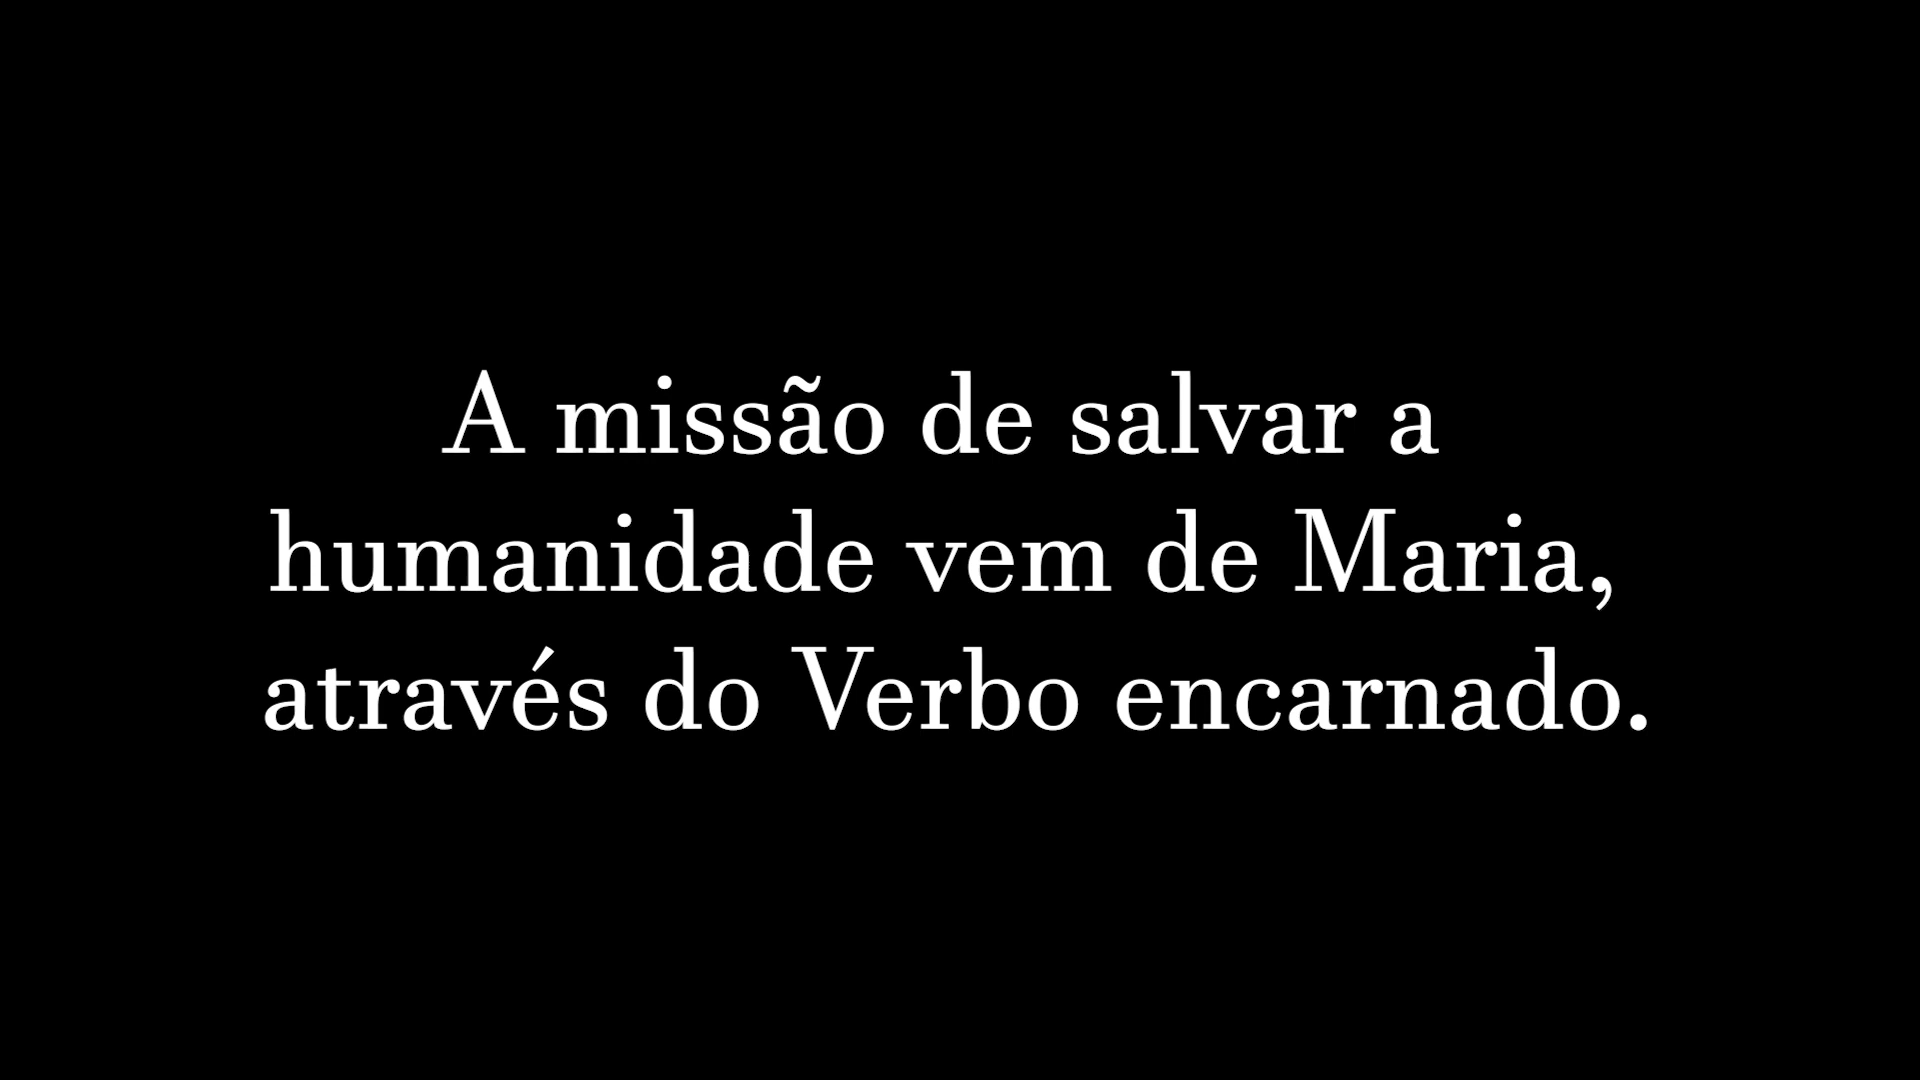 A missão de salvar a
humanidade vem de Maria,
através do Verbo encarnado.